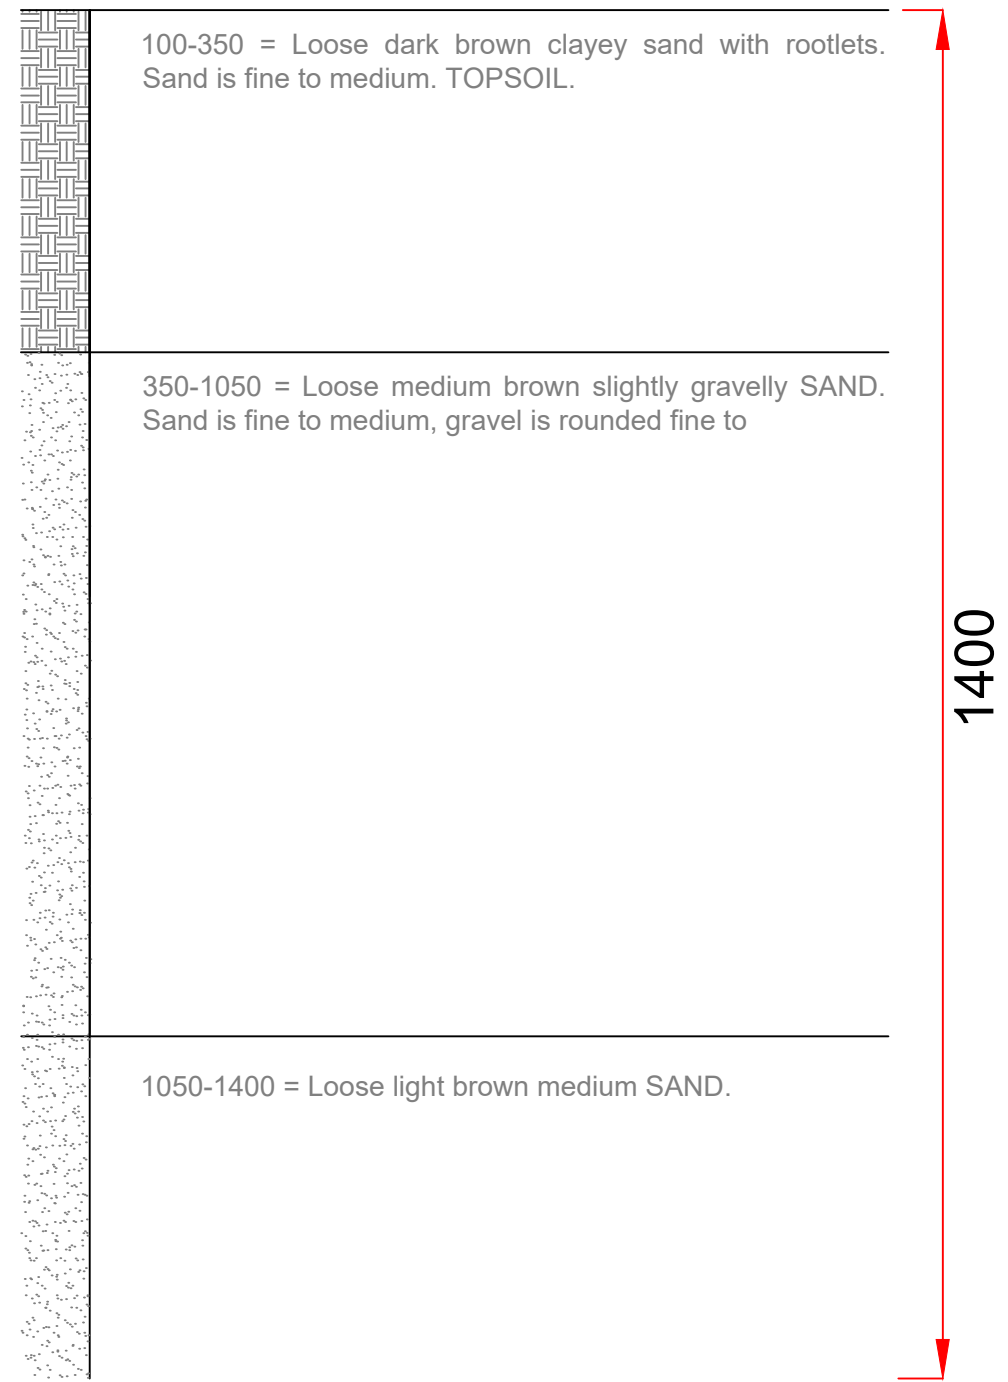 100-350 = Loose dark brown clayey sand with rootlets.
Sand is fine to medium. TOPSOIL.
350-1050 = Loose medium brown slightly gravelly SAND.
Sand is fine to medium, gravel is rounded fine to
1400
1050-1400 = Loose light brown medium SAND.